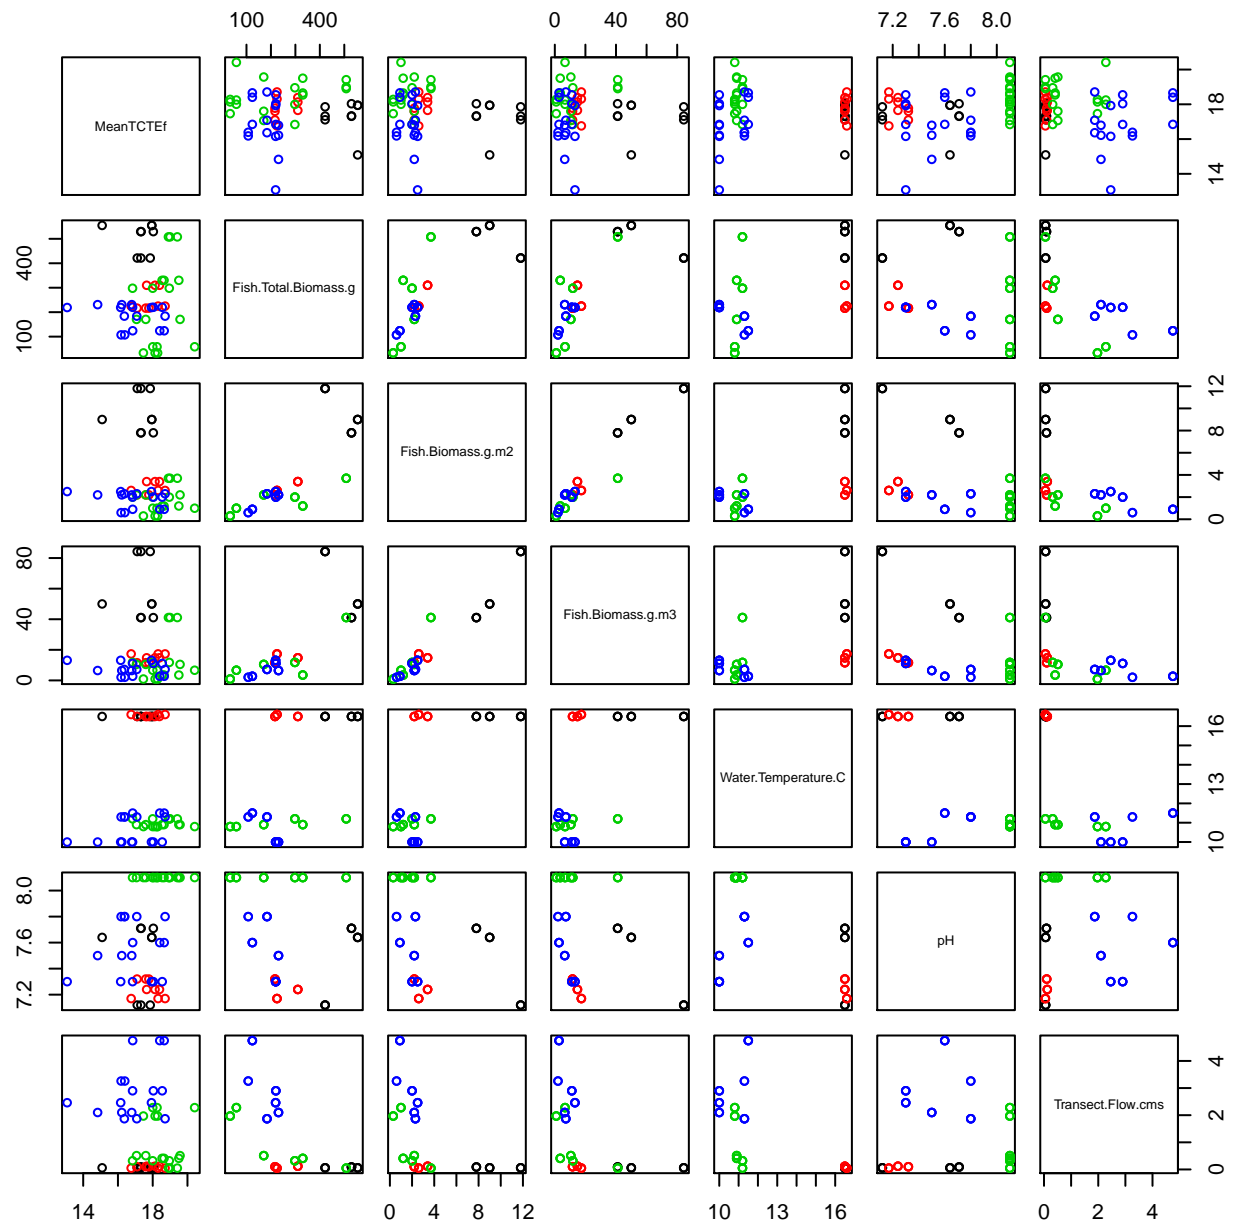 100 400 0 40 80 7.2 7.6 8.0
MeanTCTEf 14 18
100 400 Fish.Total.Biomass.g
Fish.Biomass.g.m2 0 4 8 12
0 40 80 Fish.Biomass.g.m3
Water.Temperature.C 10 13 16
7.2 7.6 8.0 pH
Transect.Flow.cms 0 2 4
14 18 0 4 8 12 10 13 16 0 2 4